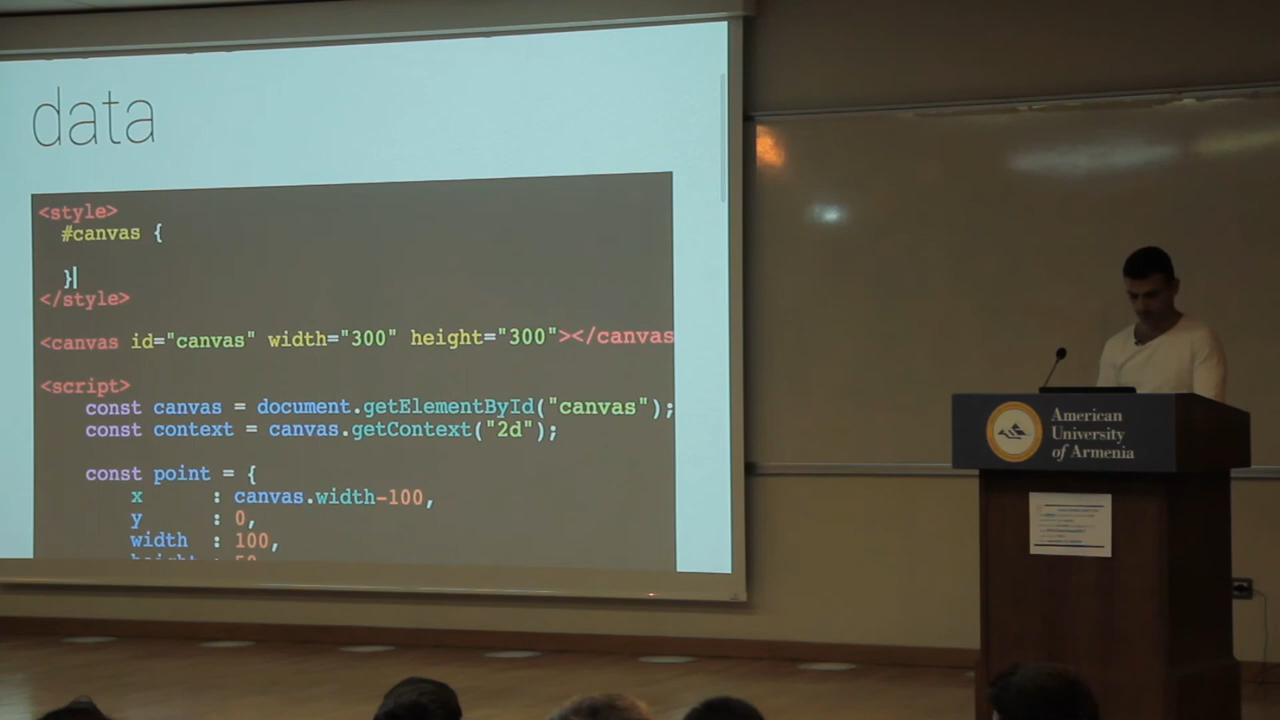 data
<style>
#canvas {
}
</style>
<canvas id="canvas" width="300" height="300"></canvas
<script>
const canvas = document.getElementById("canvas");
const context = canvas.getContext("2d");
const point = {
x : canvas.width-100,
y : 0,
width : 100,
American
University
of Armenia